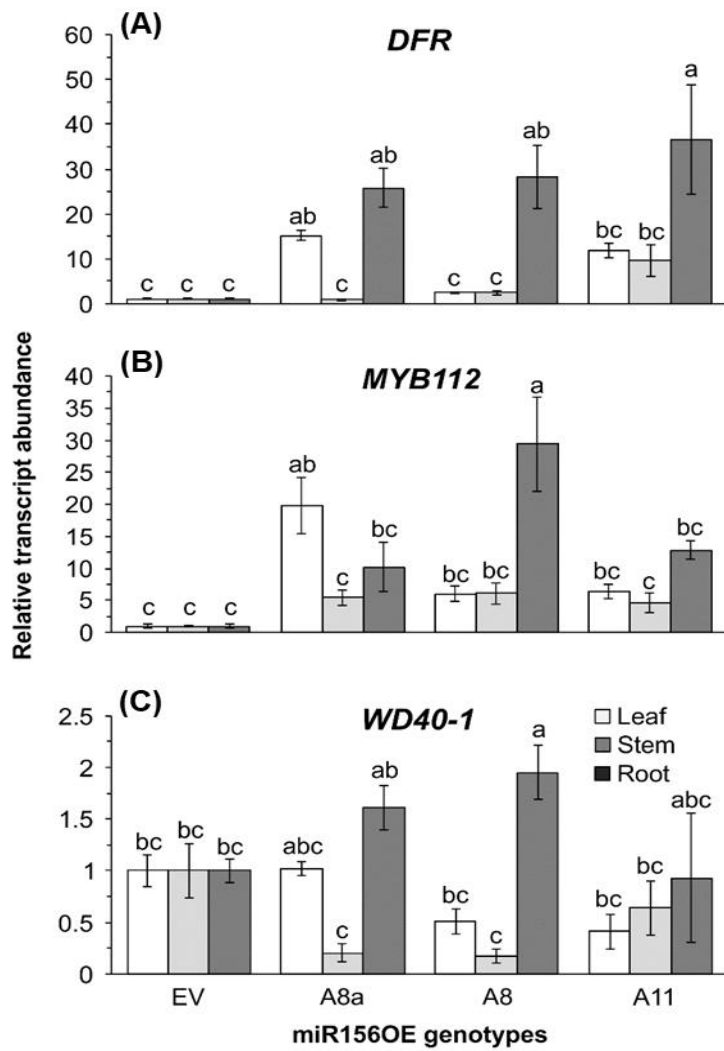 (A)
DFR
60
50
40
30
20
10
0
c c c ab c ab c c ab bc bc a
(B)
MYB112
40
35
30
25
20
15
10
5
0
c c c ab c bc bc bc a bc c bc
Relative transcript abundance
(C)
WD40-1
2.5
2
1.5
1
0.5
0
Leaf
Stem
Root
bc bc bc abc c ab bc c a bc bc abc
EV A8a A8 A11
miR156OE genotypes